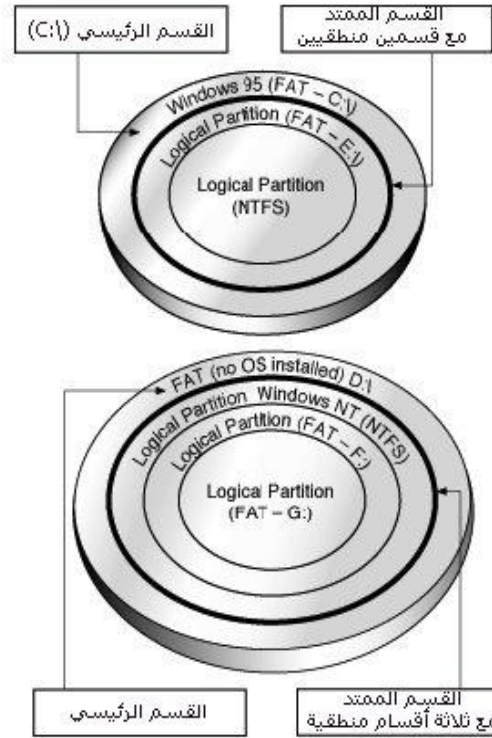 القسم الممتد
مع قسمين منطقيين
القسم الرئيسي (C:\)
Windows 95 (FAT – C:\)
Logical Partition (FAT – E:\)
Logical Partition
(NTFS)
FAT (no OS installed) D:\
Logical Partition Windows NT (NTFS)
Logical Partition (FAT – F:)
Logical Partition
(FAT – G:)
القسم الممتد
مع ثلاثة أقسام منطقية
القسم الرئيسي